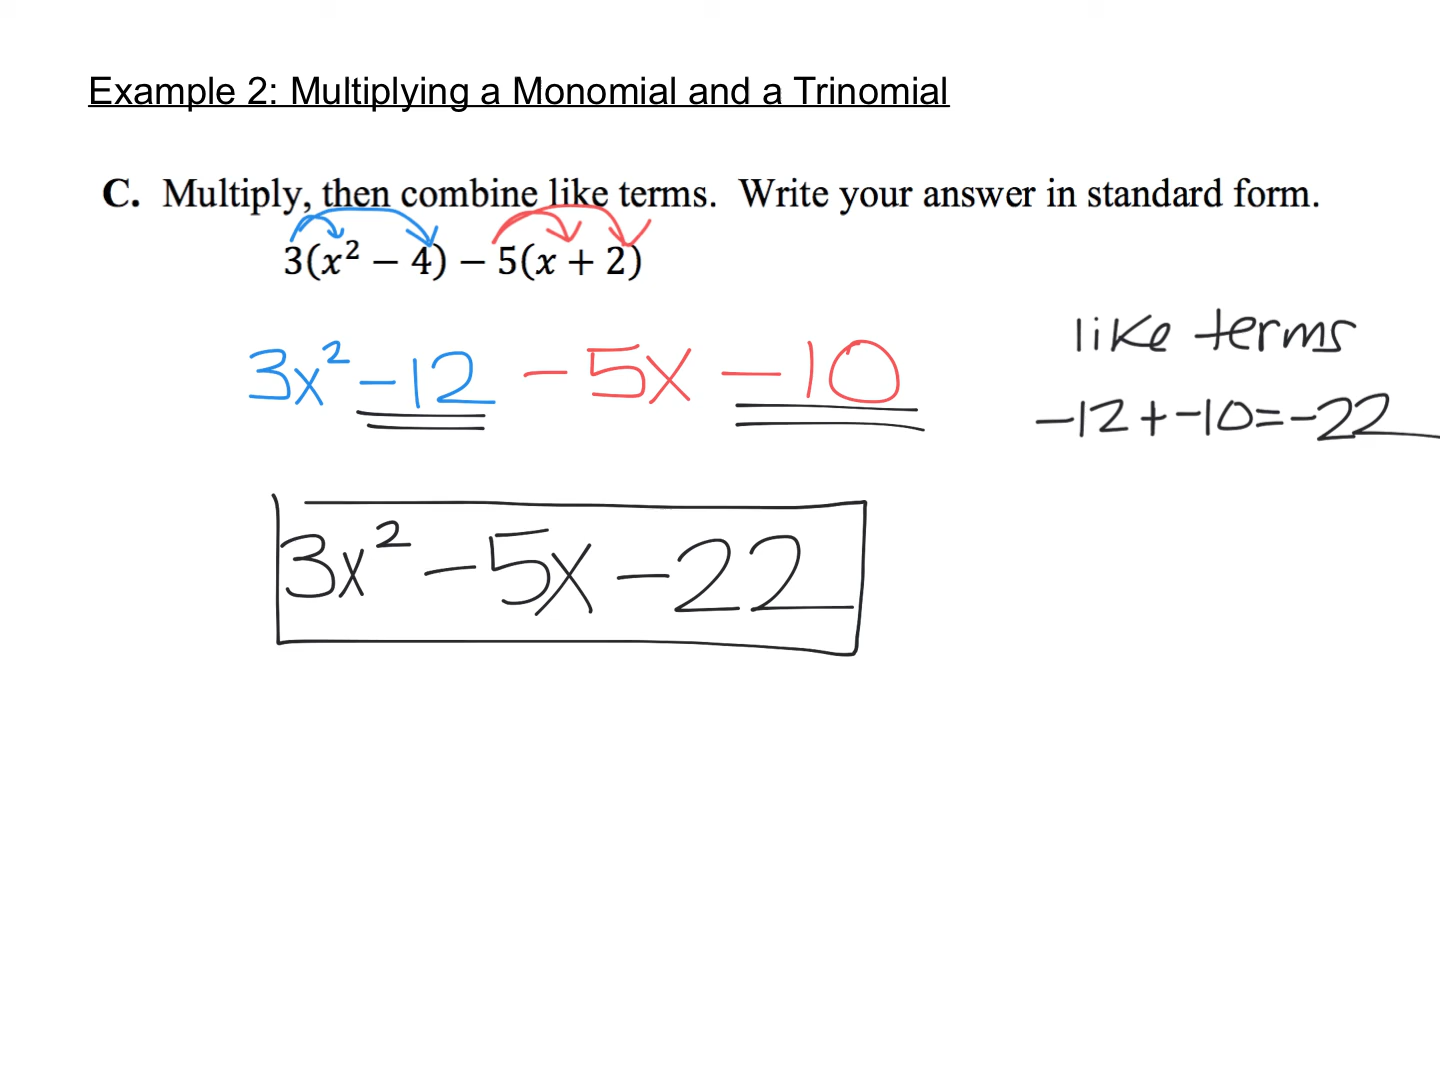 Example 2: Multiplying a Monomial and a Trinomial
C. Multiply, then combine like terms. Write your answer in standard form.
3(x² − 4) − 5(x + 2)
3x² −12 −5x −10
like terms
−12 + −10 = −22
3x² − 5x − 22